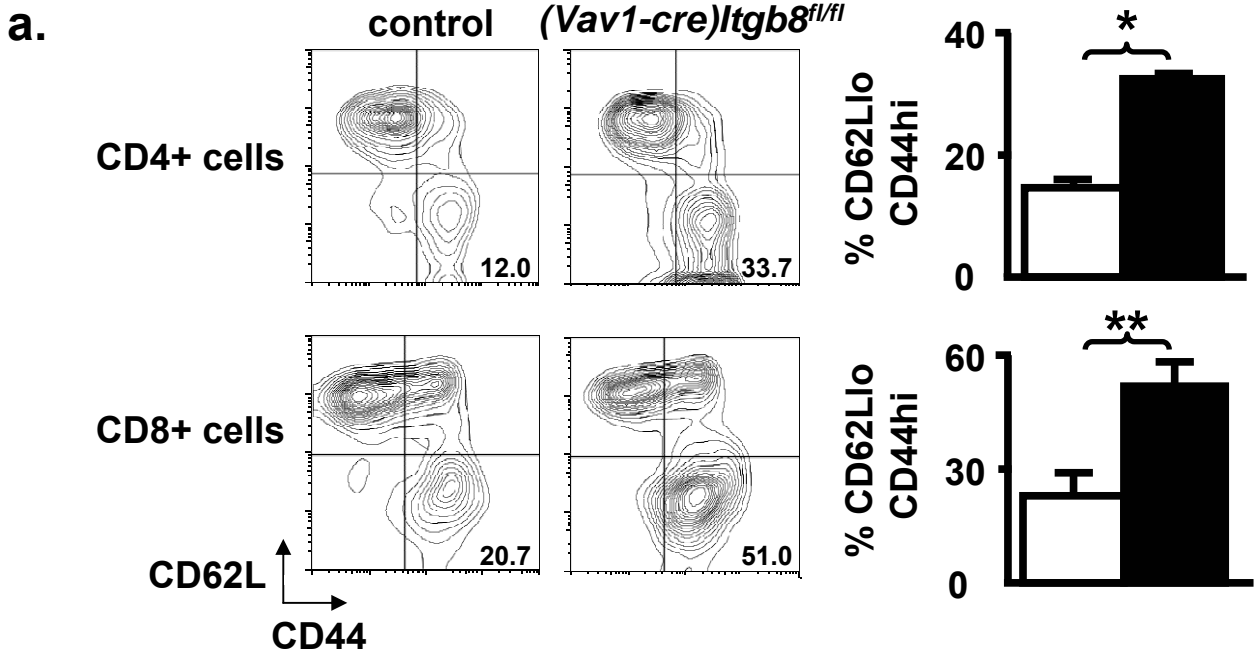 a.
control (Vav1-cre)Itgb8fl/fl
CD4+ cells
12.0
33.7
% CD62Llo
CD44hi
40
20
0
*
CD8+ cells
20.7
51.0
% CD62Llo
CD44hi
60
30
0
**
CD62L
CD44